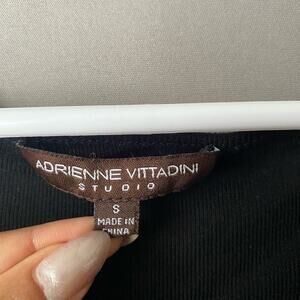 ADRIENNE VITTADINI
STUDIO
S
MADE IN
CHINA